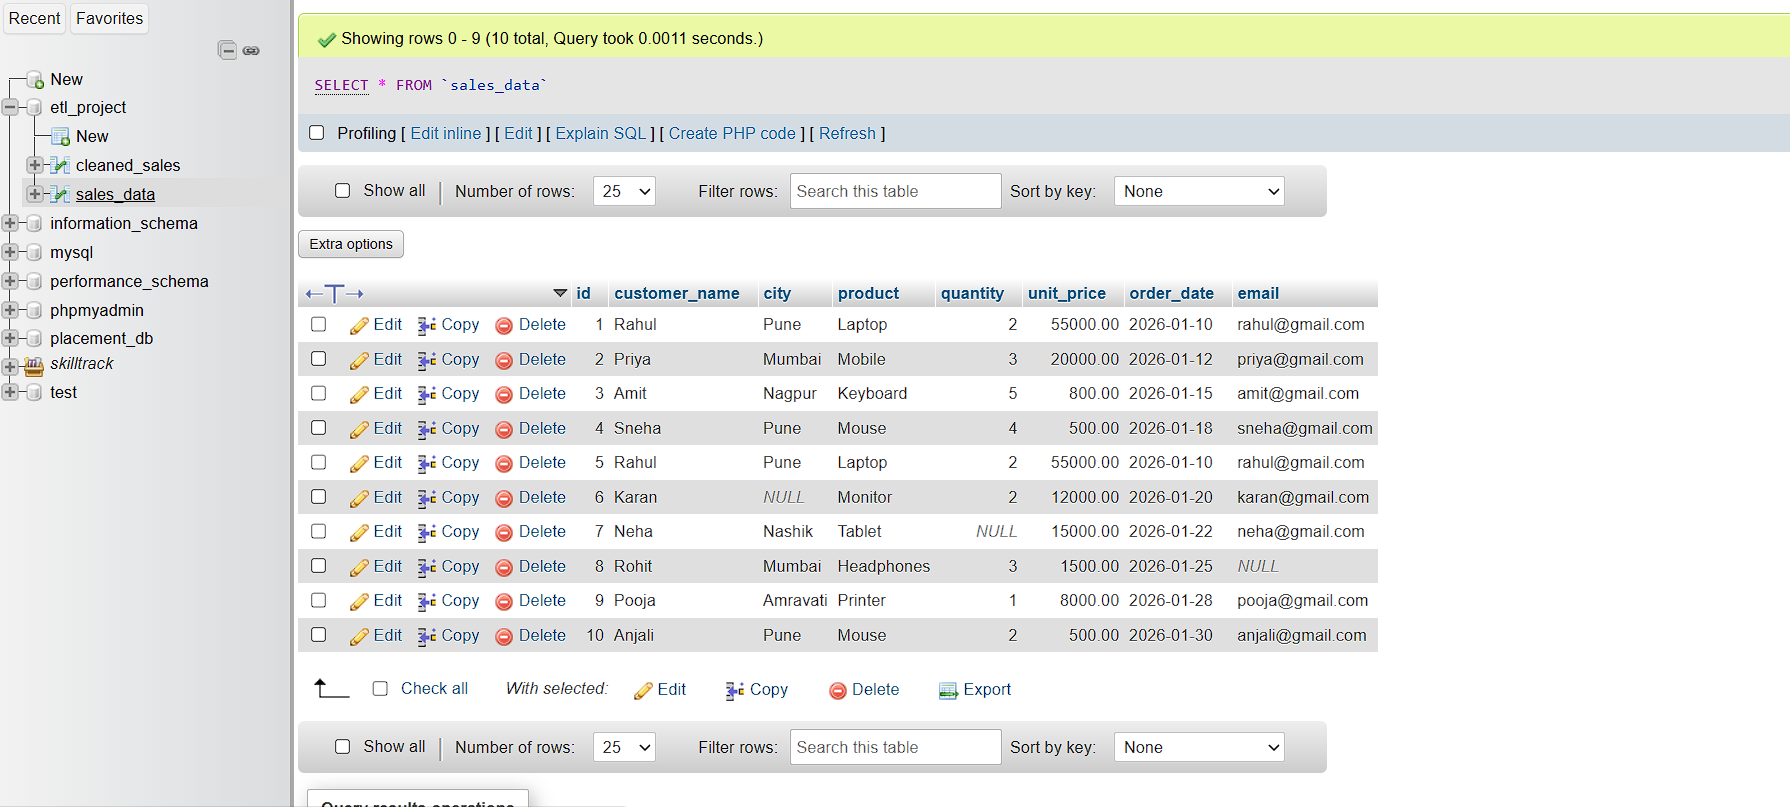 Recent Favorites
New
etl_project
New
cleaned_sales
sales_data
information_schema
mysql
performance_schema
phpmyadmin
placement_db
skilltrack
test
Showing rows 0 - 9 (10 total, Query took 0.0011 seconds.)
SELECT * FROM `sales_data`
Profiling [ Edit inline ] [ Edit ] [ Explain SQL ] [ Create PHP code ] [ Refresh ]
Show all | Number of rows: 25 Filter rows: Search this table Sort by key: None
Extra options
id customer_name city product quantity unit_price order_date email
Edit Copy Delete 1 Rahul Pune Laptop 2 55000.00 2026-01-10 rahul@gmail.com
Edit Copy Delete 2 Priya Mumbai Mobile 3 20000.00 2026-01-12 priya@gmail.com
Edit Copy Delete 3 Amit Nagpur Keyboard 5 800.00 2026-01-15 amit@gmail.com
Edit Copy Delete 4 Sneha Pune Mouse 4 500.00 2026-01-18 sneha@gmail.com
Edit Copy Delete 5 Rahul Pune Laptop 2 55000.00 2026-01-10 rahul@gmail.com
Edit Copy Delete 6 Karan NULL Monitor 2 12000.00 2026-01-20 karan@gmail.com
Edit Copy Delete 7 Neha Nashik Tablet NULL 15000.00 2026-01-22 neha@gmail.com
Edit Copy Delete 8 Rohit Mumbai Headphones 3 1500.00 2026-01-25 NULL
Edit Copy Delete 9 Pooja Amravati Printer 1 8000.00 2026-01-28 pooja@gmail.com
Edit Copy Delete 10 Anjali Pune Mouse 2 500.00 2026-01-30 anjali@gmail.com
Check all With selected: Edit Copy Delete Export
Show all | Number of rows: 25 Filter rows: Search this table Sort by key: None
Query results operations